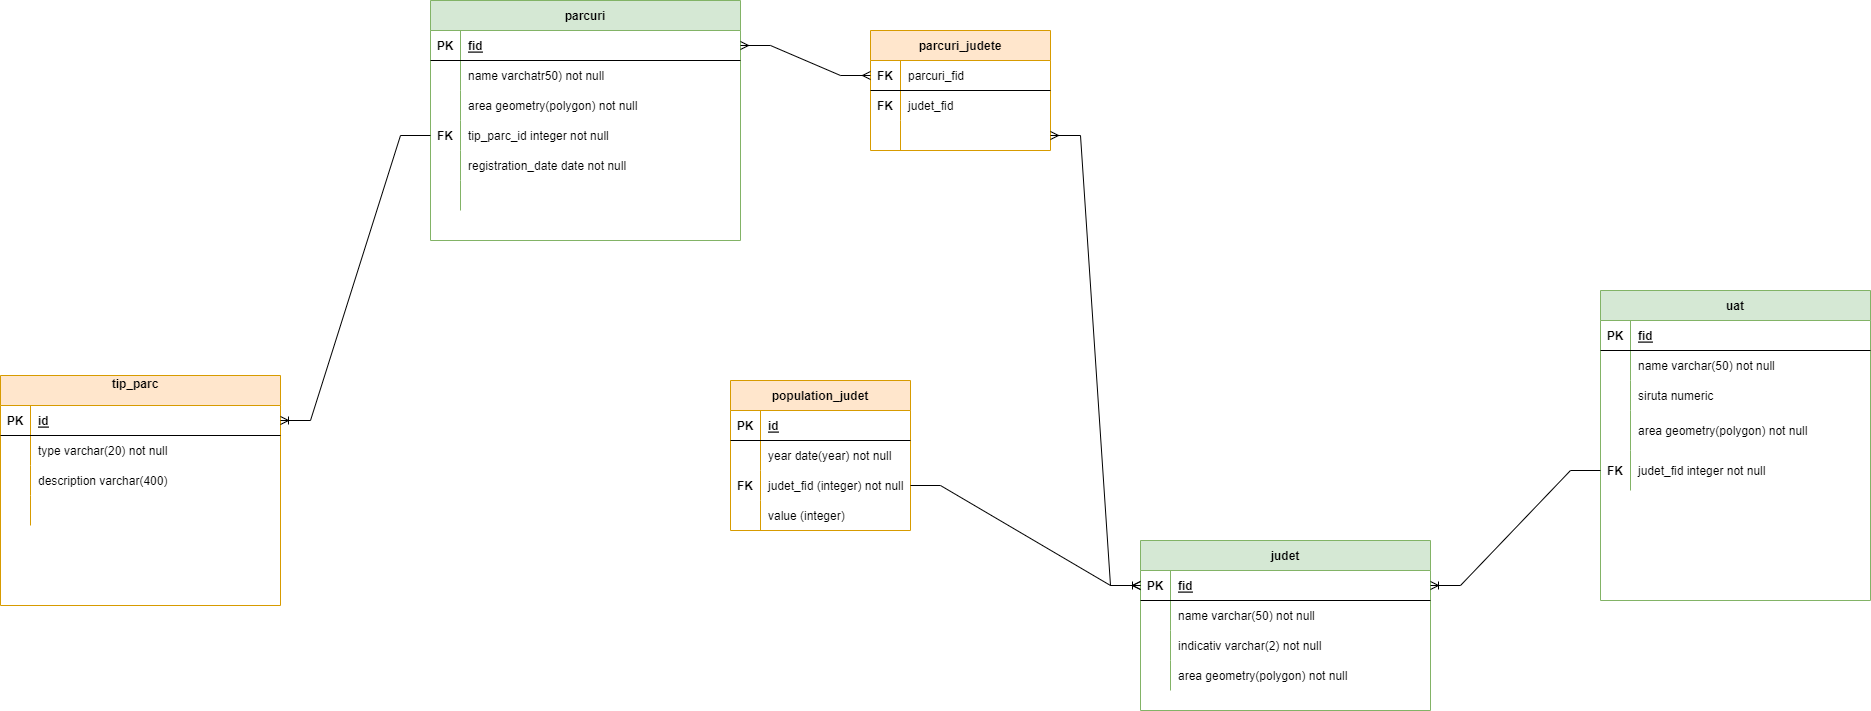 parcuri
PK fid
name varchatr50) not null
area geometry(polygon) not null
FK tip_parc_id integer not null
registration_date date not null
parcuri_judete
FK parcuri_fid
FK judet_fid
uat
PK fid
name varchar(50) not null
siruta numeric
area geometry(polygon) not null
FK judet_fid integer not null
tip_parc
PK id
type varchar(20) not null
description varchar(400)
population_judet
PK id
year date(year) not null
FK judet_fid (integer) not null
value (integer)
judet
PK fid
name varchar(50) not null
indicativ varchar(2) not null
area geometry(polygon) not null